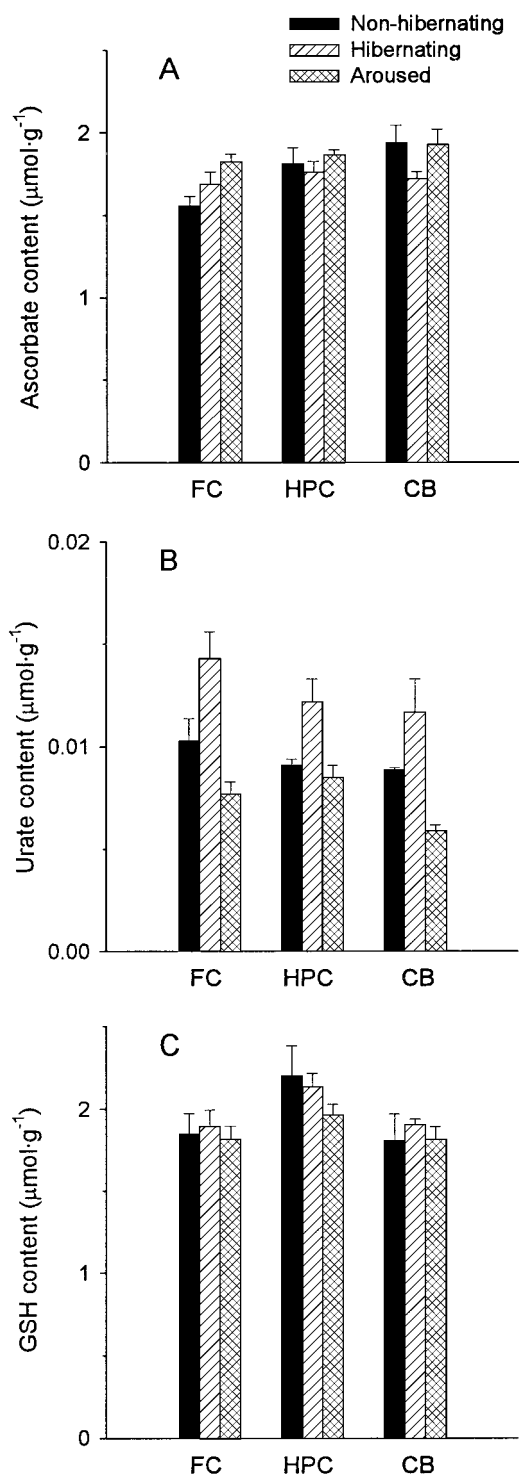 Non-hibernating
Hibernating
Aroused
A
Ascorbate content (μmol·g⁻¹)
2
1
0
FC HPC CB
B
Urate content (μmol·g⁻¹)
0.02
0.01
0.00
FC HPC CB
C
GSH content (μmol·g⁻¹)
2
1
0
FC HPC CB